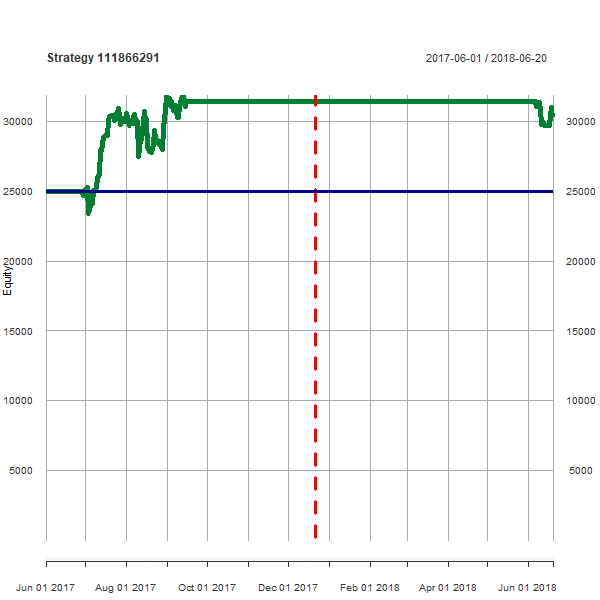 Strategy 111866291
2017-06-01 / 2018-06-20
30000
30000
25000
25000
20000
20000
Equity
15000
15000
10000
10000
5000
5000
Jun 01 2017
Aug 01 2017
Oct 01 2017
Dec 01 2017
Feb 01 2018
Apr 01 2018
Jun 01 2018